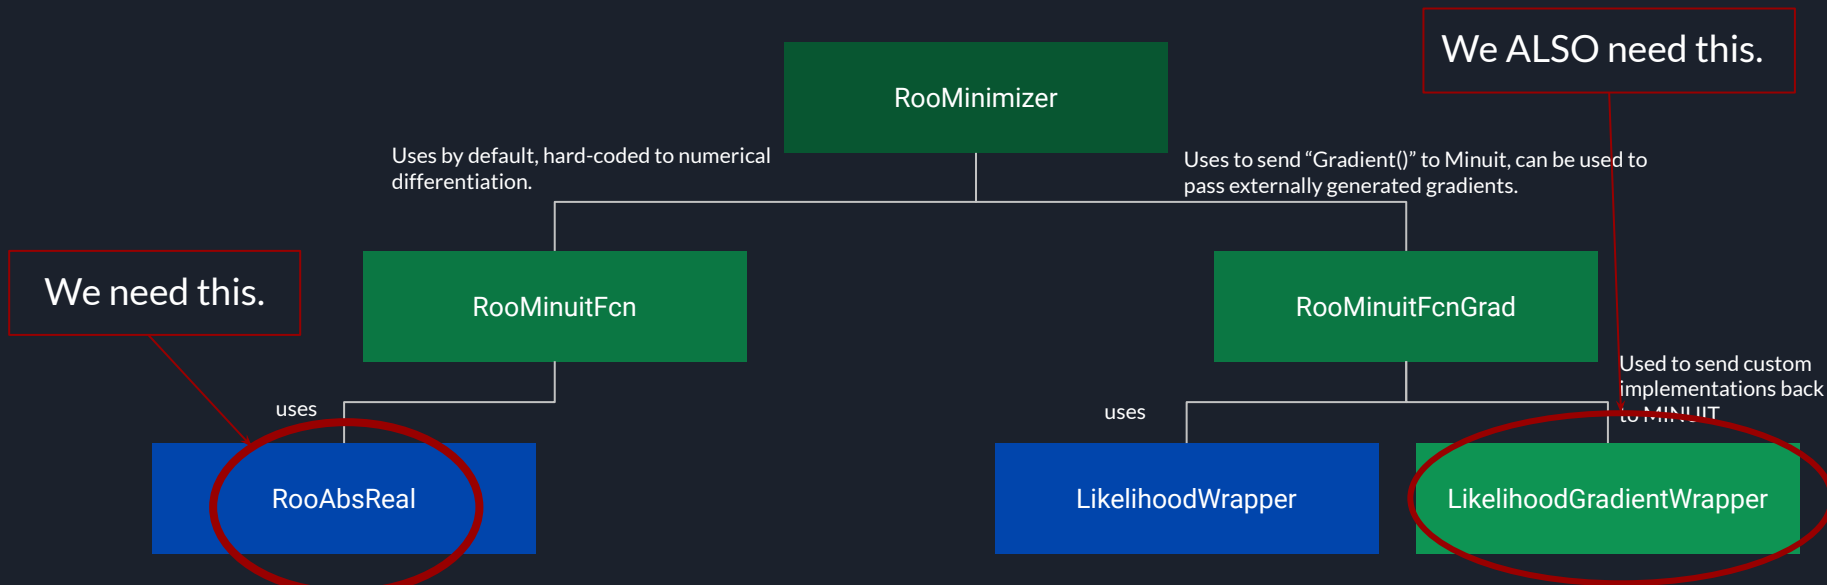 We ALSO need this.
RooMinimizer
Uses by default, hard-coded to numerical
differentiation.
Uses to send “Gradient()” to Minuit, can be used to
pass externally generated gradients.
We need this.
RooMinuitFcn
RooMinuitFcnGrad
Used to send custom
implementations back
to MINUIT
uses
uses
RooAbsReal
LikelihoodWrapper
LikelihoodGradientWrapper